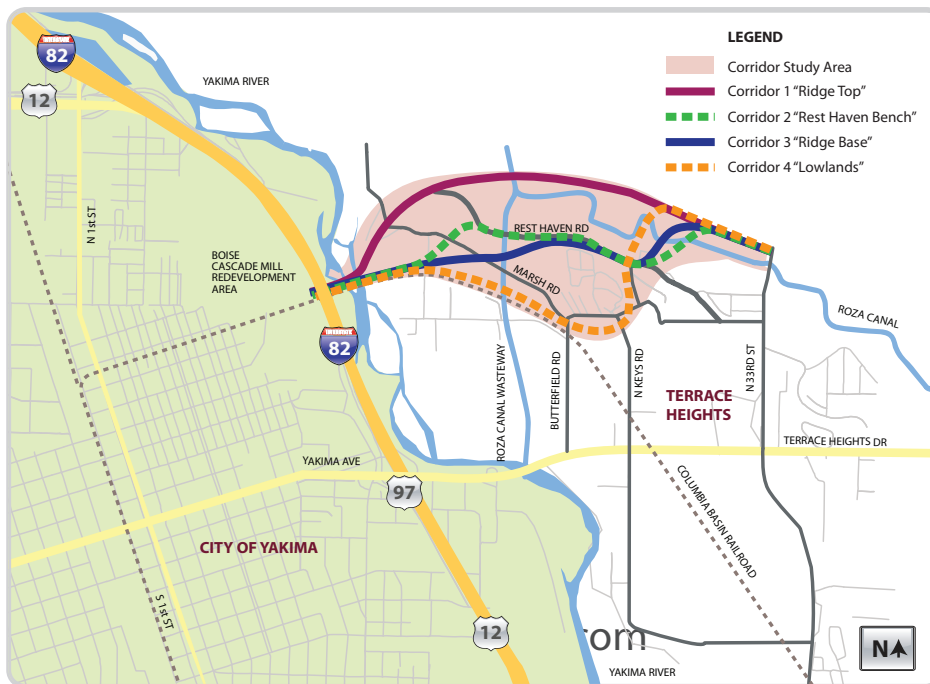 LEGEND
Corridor Study Area
Corridor 1 “Ridge Top”
Corridor 2 “Rest Haven Bench”
Corridor 3 “Ridge Base”
Corridor 4 “Lowlands”
82
12
YAKIMA RIVER
N 1st ST
BOISE
CASCADE MILL
REDEVELOPMENT
AREA
REST HAVEN RD
MARSH RD
ROZA CANAL
82
ROZA CANAL WASTEWAY
BUTTERFIELD RD
N KEYS RD
N 33RD ST
TERRACE
HEIGHTS
TERRACE HEIGHTS DR
YAKIMA AVE
97
COLUMBIA BASIN RAILROAD
CITY OF YAKIMA
S 1st ST
12
om
YAKIMA RIVER
N